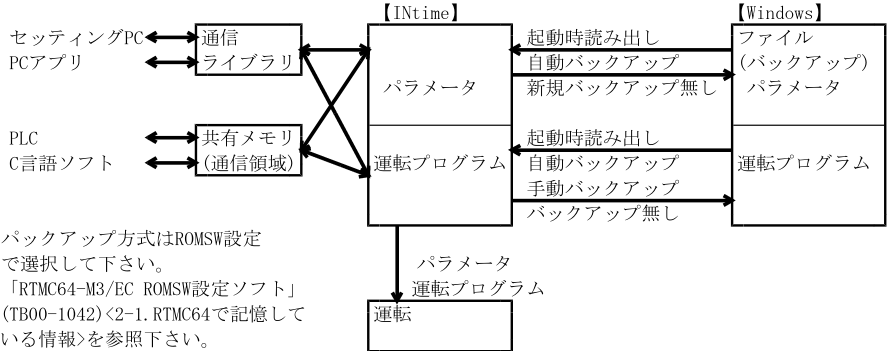 【INtime】
【Windows】
セッティングPC
通信
起動時読み出し
ファイル
PCアプリ
ライブラリ
自動バックアップ
(バックアップ)
パラメータ
新規バックアップ無し
パラメータ
PLC
共有メモリ
起動時読み出し
C言語ソフト
(通信領域)
運転プログラム
自動バックアップ
運転プログラム
手動バックアップ
バックアップ無し
バックアップ方式はROMSW設定
で選択して下さい。
「RTMC64-M3/EC ROMSW設定ソフト」
(TB00-1042)<2-1.RTMC64で記憶して
いる情報>を参照下さい。
パラメータ
運転プログラム
運転